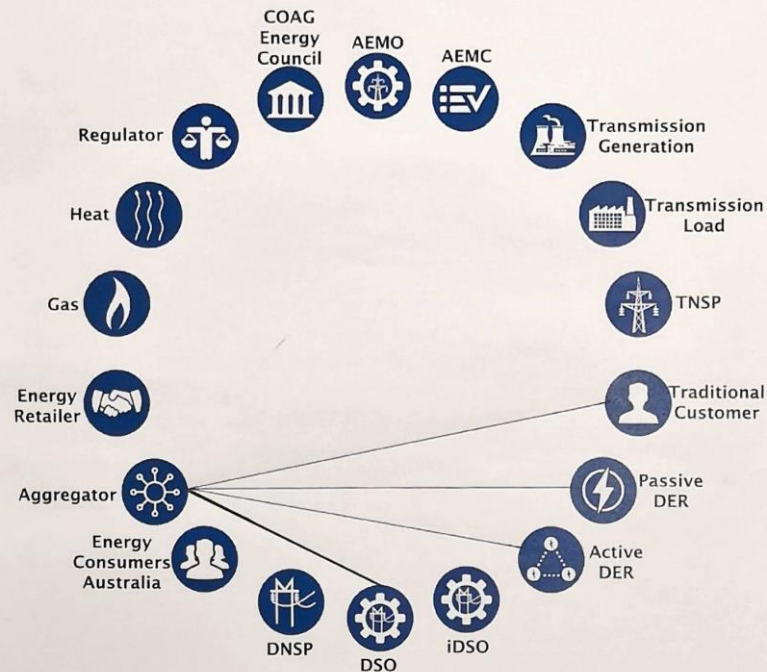 COAG
Energy
Council
AEMO
AEMC
Regulator
Transmission
Generation
Heat
Transmission
Load
Gas
TNSP
Energy
Retailer
Traditional
Customer
Aggregator
Passive
DER
Energy
Consumers
Australia
Active
DER
DNSP
DSO
iDSO